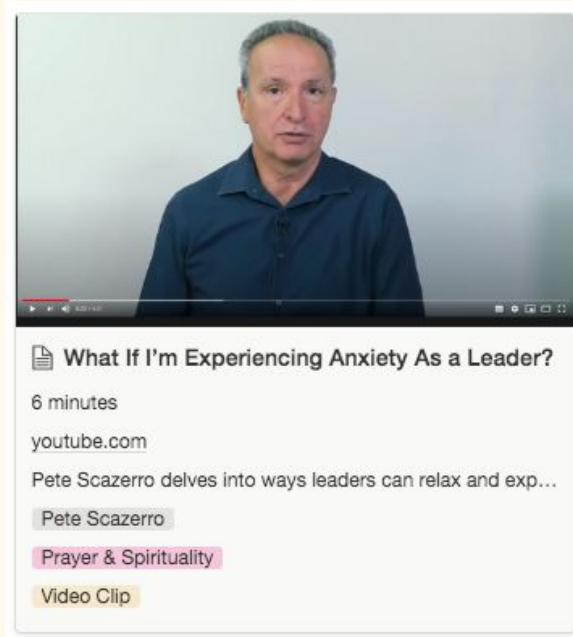 What If I'm Experiencing Anxiety As a Leader?
6 minutes
youtube.com
Pete Scazerro delves into ways leaders can relax and exp...
Pete Scazerro
Prayer & Spirituality
Video Clip